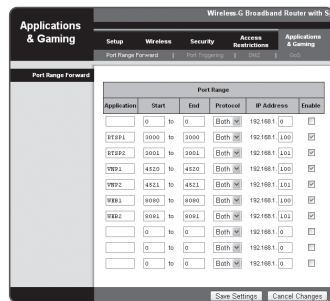 Wireless-G Broadband Router with S
Applications & Gaming
Setup Wireless Security Access Restrictions Applications & Gaming
Port Range Forward | Port Triggering | DMZ | QoS
Port Range Forward
Port Range
Application Start End Protocol IP Address Enable
0 to 0 Both 192.168.1. 0
RTSP1 3000 to 3000 Both 192.168.1. 100
RTSP2 3001 to 3001 Both 192.168.1. 101
VNP1 4520 to 4520 Both 192.168.1. 100
VNP2 4521 to 4521 Both 192.168.1. 101
WEB1 8080 to 8080 Both 192.168.1. 100
WEB2 8081 to 8081 Both 192.168.1. 101
0 to 0 Both 192.168.1. 0
0 to 0 Both 192.168.1. 0
0 to 0 Both 192.168.1. 0
Save Settings Cancel Changes